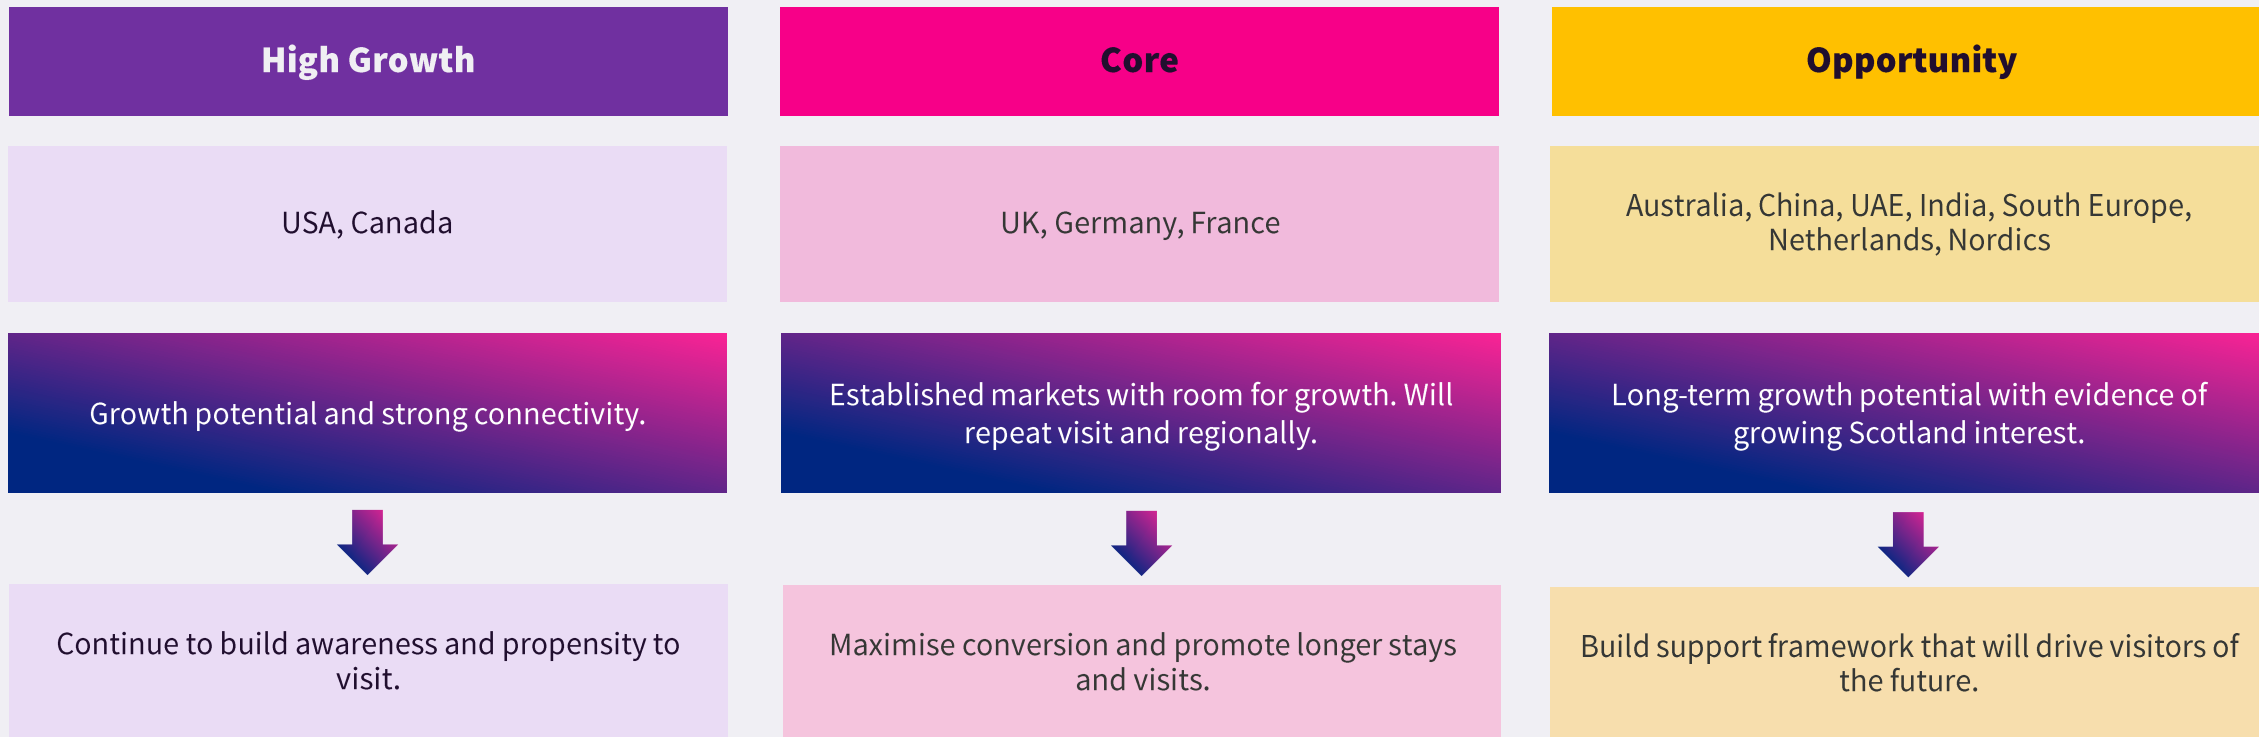 High Growth
Core
Opportunity
USA, Canada
UK, Germany, France
Australia, China, UAE, India, South Europe,
Netherlands, Nordics
Growth potential and strong connectivity.
Established markets with room for growth. Will
repeat visit and regionally.
Long-term growth potential with evidence of
growing Scotland interest.
Continue to build awareness and propensity to
visit.
Maximise conversion and promote longer stays
and visits.
Build support framework that will drive visitors of
the future.